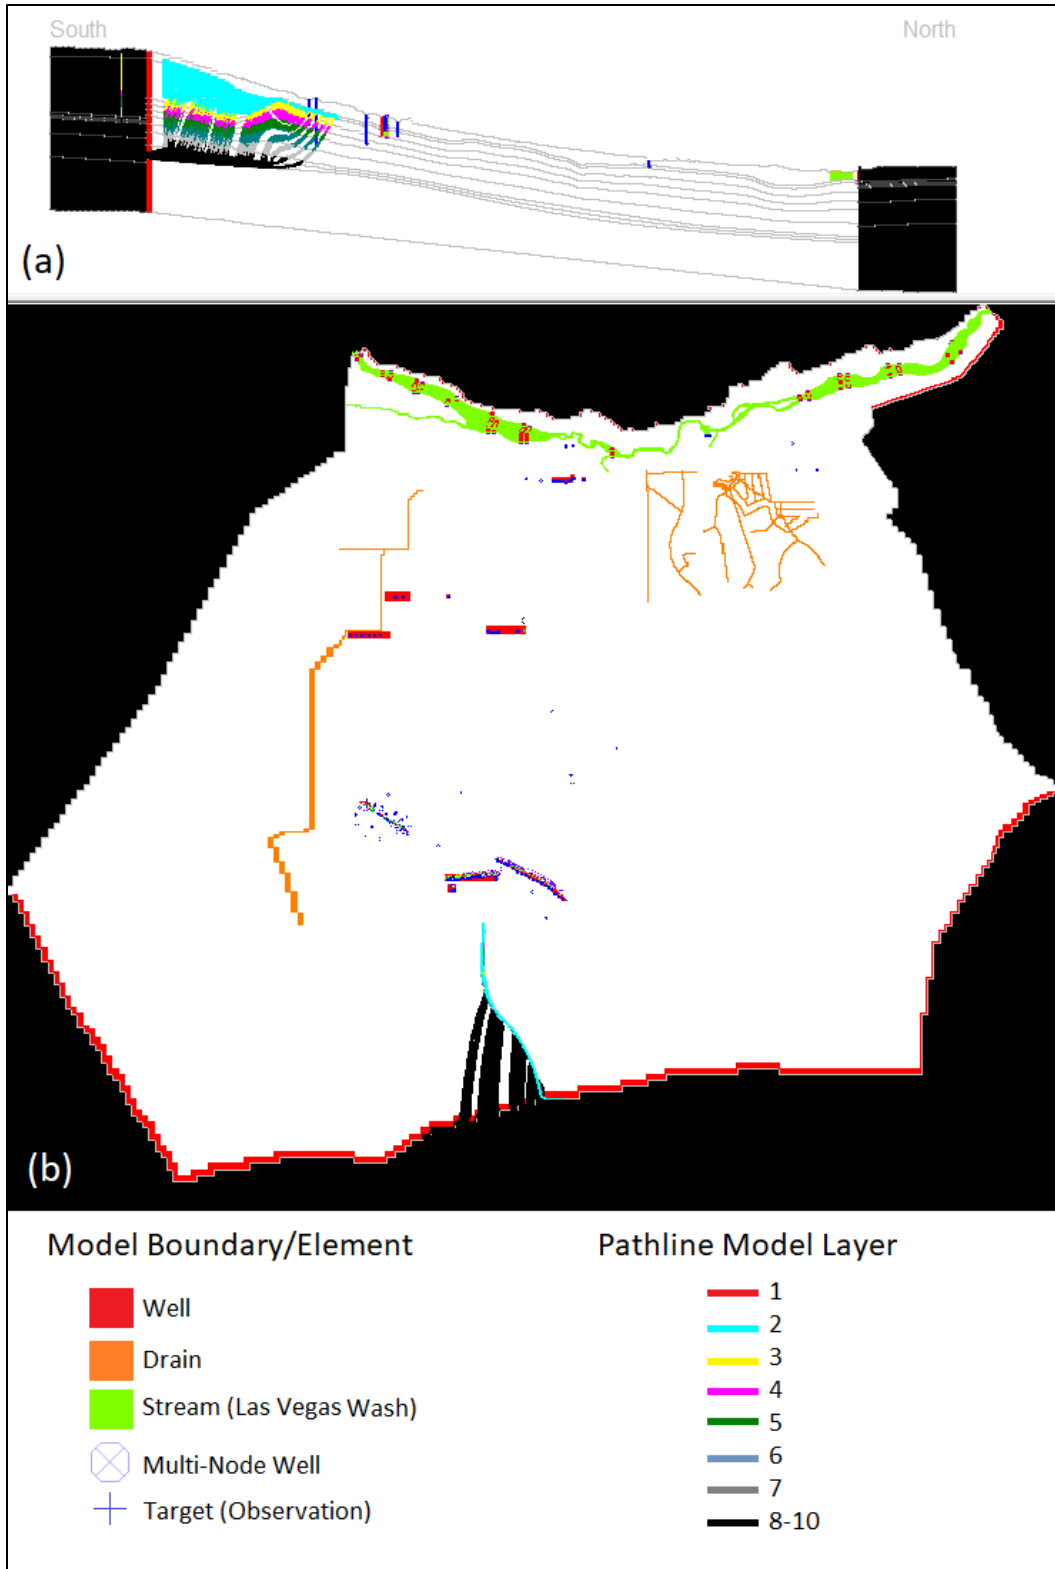 South North
(a)
(b)
Model Boundary/Element
Well
Drain
Stream (Las Vegas Wash)
Multi-Node Well
Target (Observation)
Pathline Model Layer
1
2
3
4
5
6
7
8-10